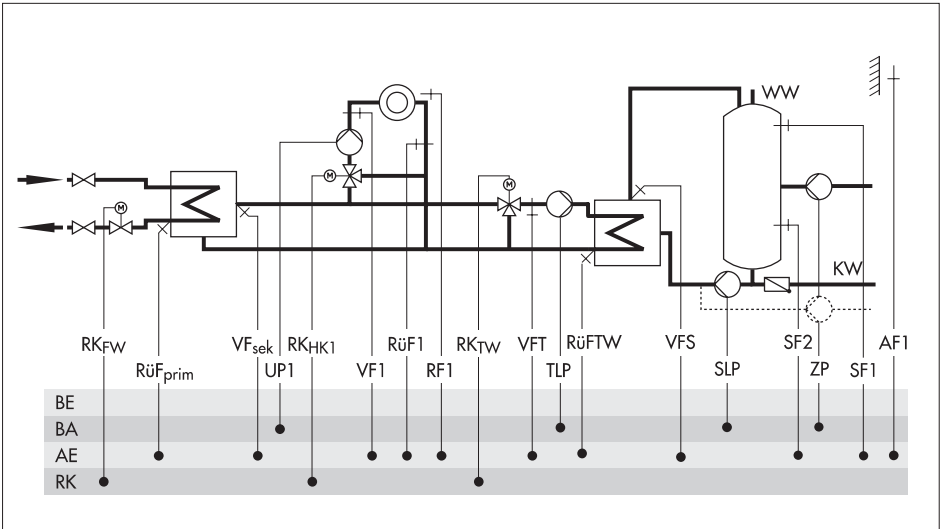 WW
M
M
M
KW
RKFW
VFsek
RKHK1
RüF1
RKTW
VFT
RüFTW
VFS
SF2
AF1
RüFprim
UP1
VF1
RF1
TLP
SLP
ZP
SF1
BE
BA
AE
RK